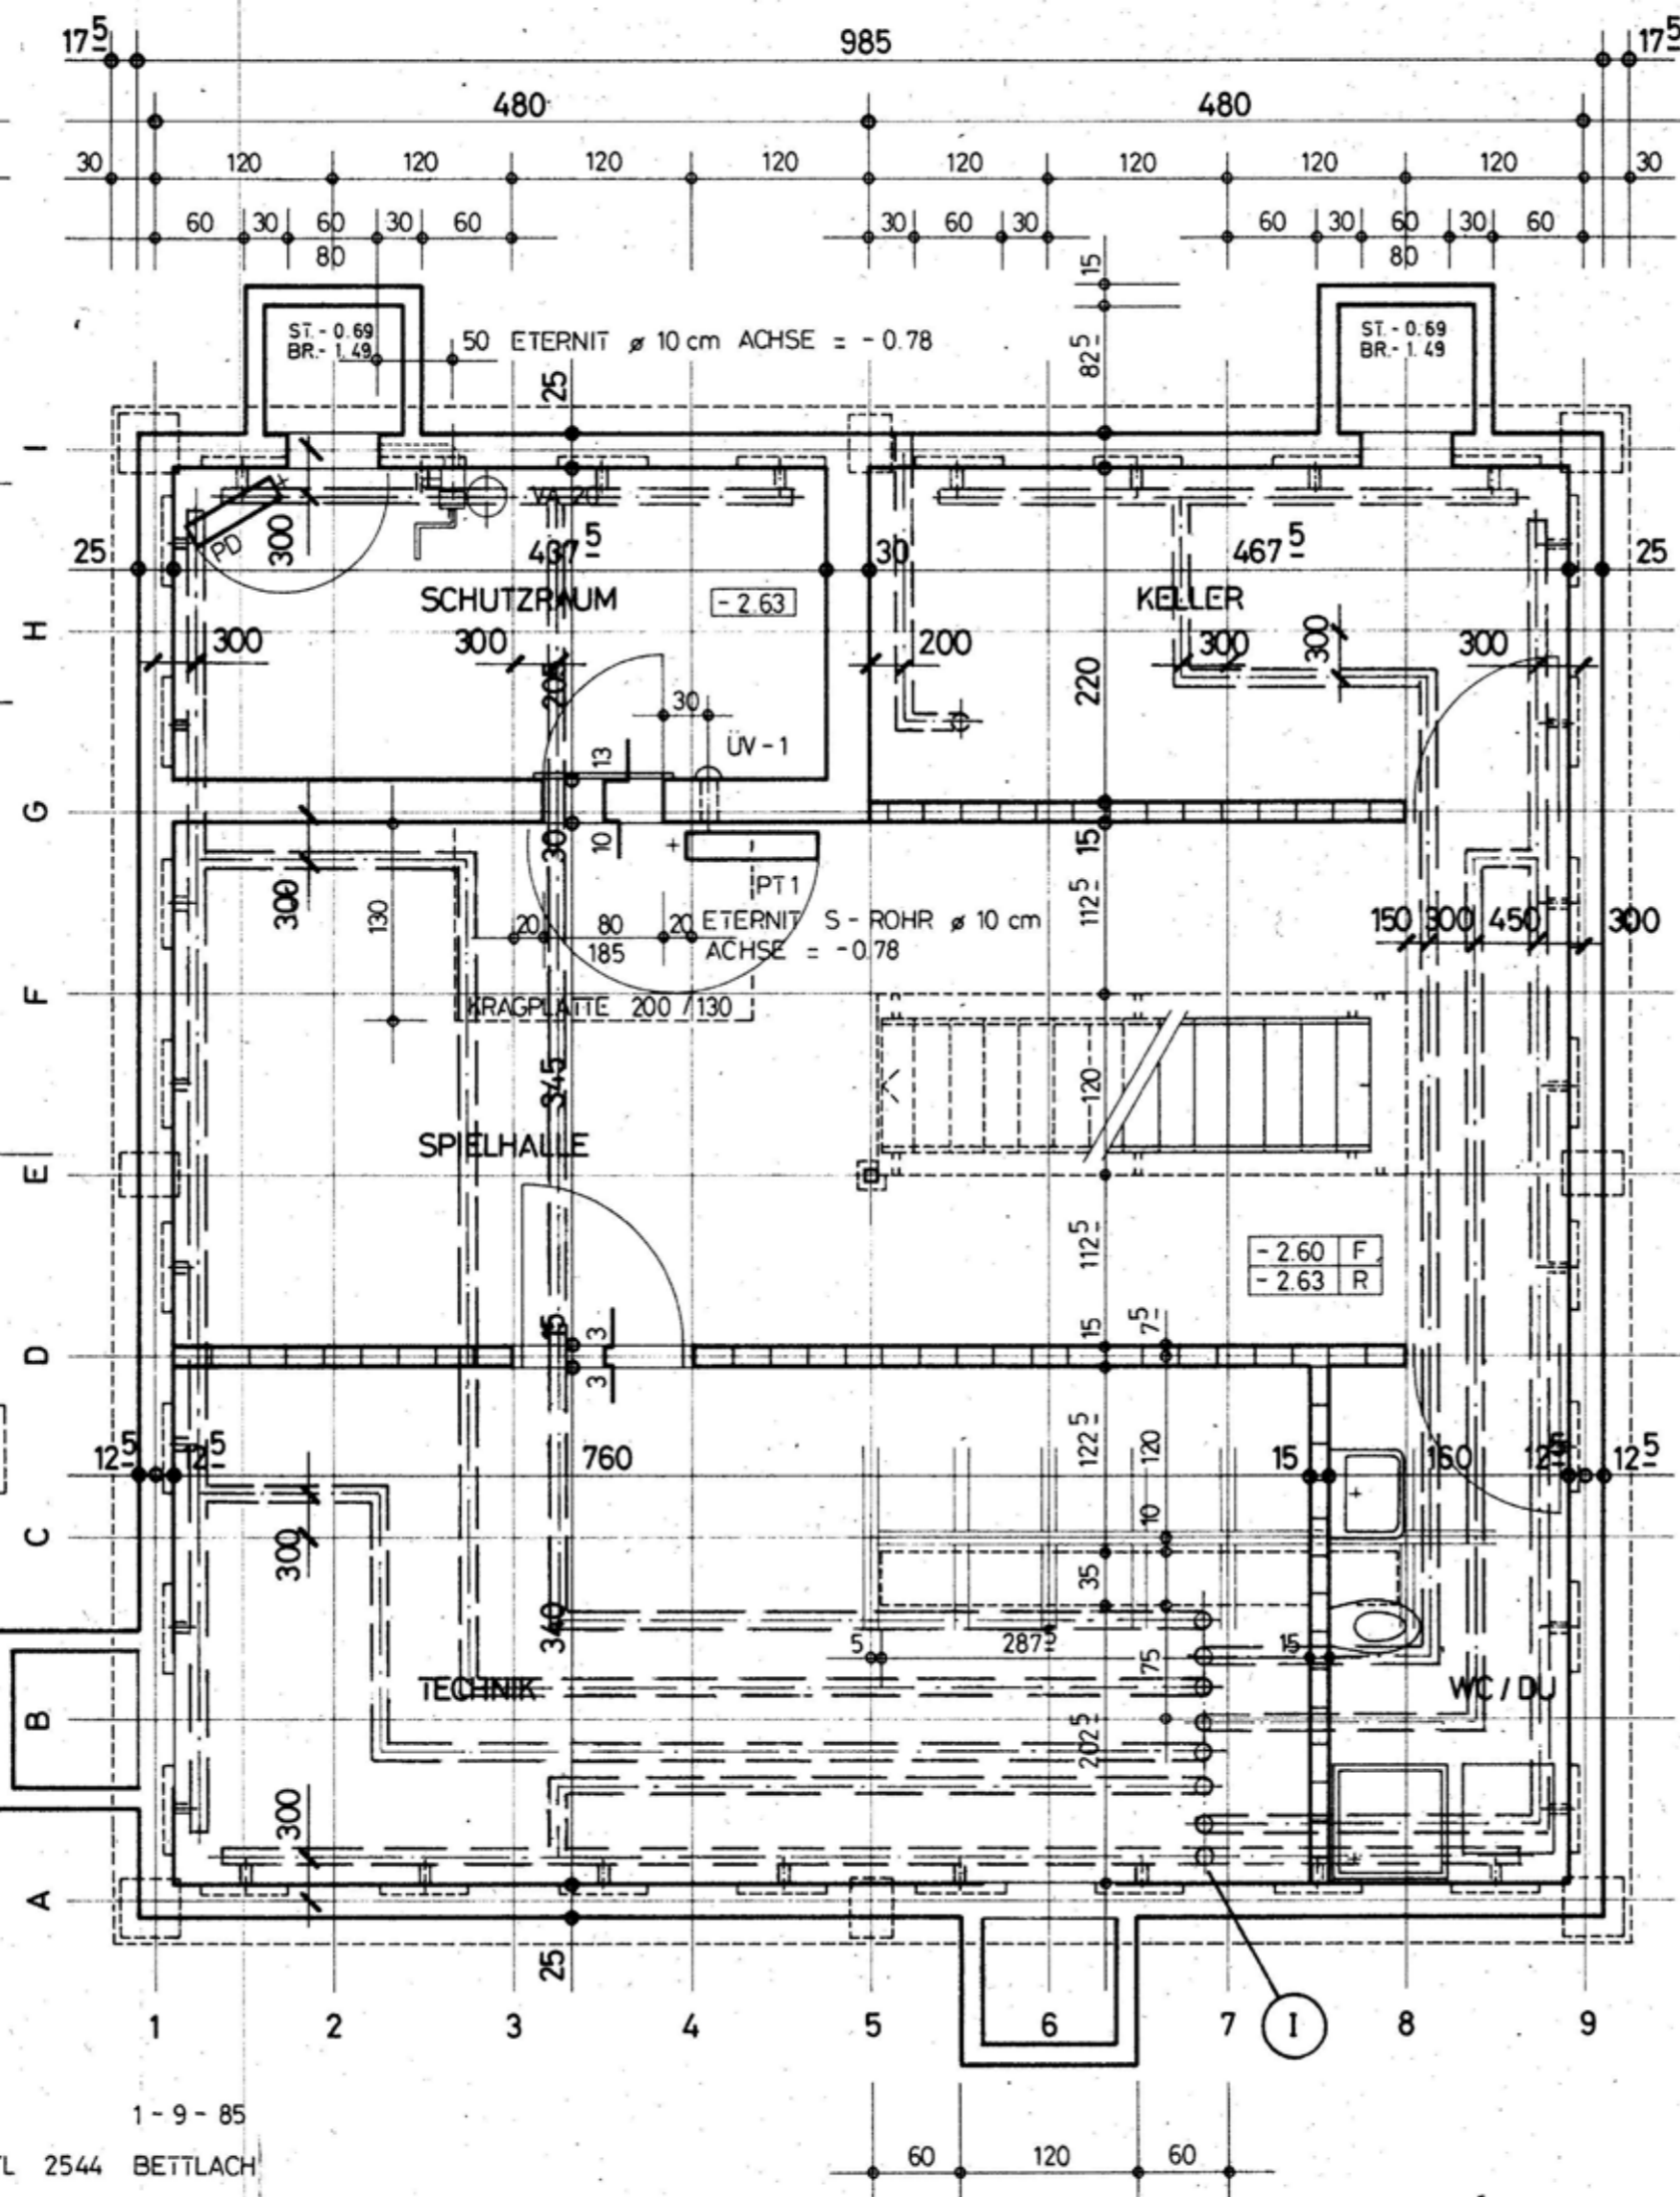 17⁵ 985 17⁵
480 480
30 120 120 120 120 120 120 120 120 30
60 30 60 30 60 30 60 30 60 30 60 30 60
80 80
15
ST. - 0.69
BR. - 1.49
50 ETERNIT ø 10 cm ACHSE = - 0.78
82⁵
ST. - 0.69
BR. - 1.49
25
I
VA 20
PD
300
25 437⁵ 30 467⁵ 25
SCHUTZRAUM - 2.63 KELLER
H
300 300 205 200 220 300 300 300
30
ÜV - 1
13
G
30 10 15
+
PT 1
300 130 112⁵
20 80 20 ETERNIT S - ROHR ø 10 cm
185 ACHSE = - 0.78
150 300 450 300
F
KRAGPLATTE 200 / 130
345 120
E
SPIELHALLE
112⁵
- 2.60 F
- 2.63 R
D
15 3 15 7⁵
3
12⁵ 12⁵ 760 122⁵ 120 15 160 12⁵ 12⁵
C
300 10
35
340 5 287⁵ 75 15
B
TECHNIK WC / DU
202⁵
300
A
25
1 2 3 4 5 6 7 I 8 9
1 - 9 - 85
2544 BETTLACH
60 120 60